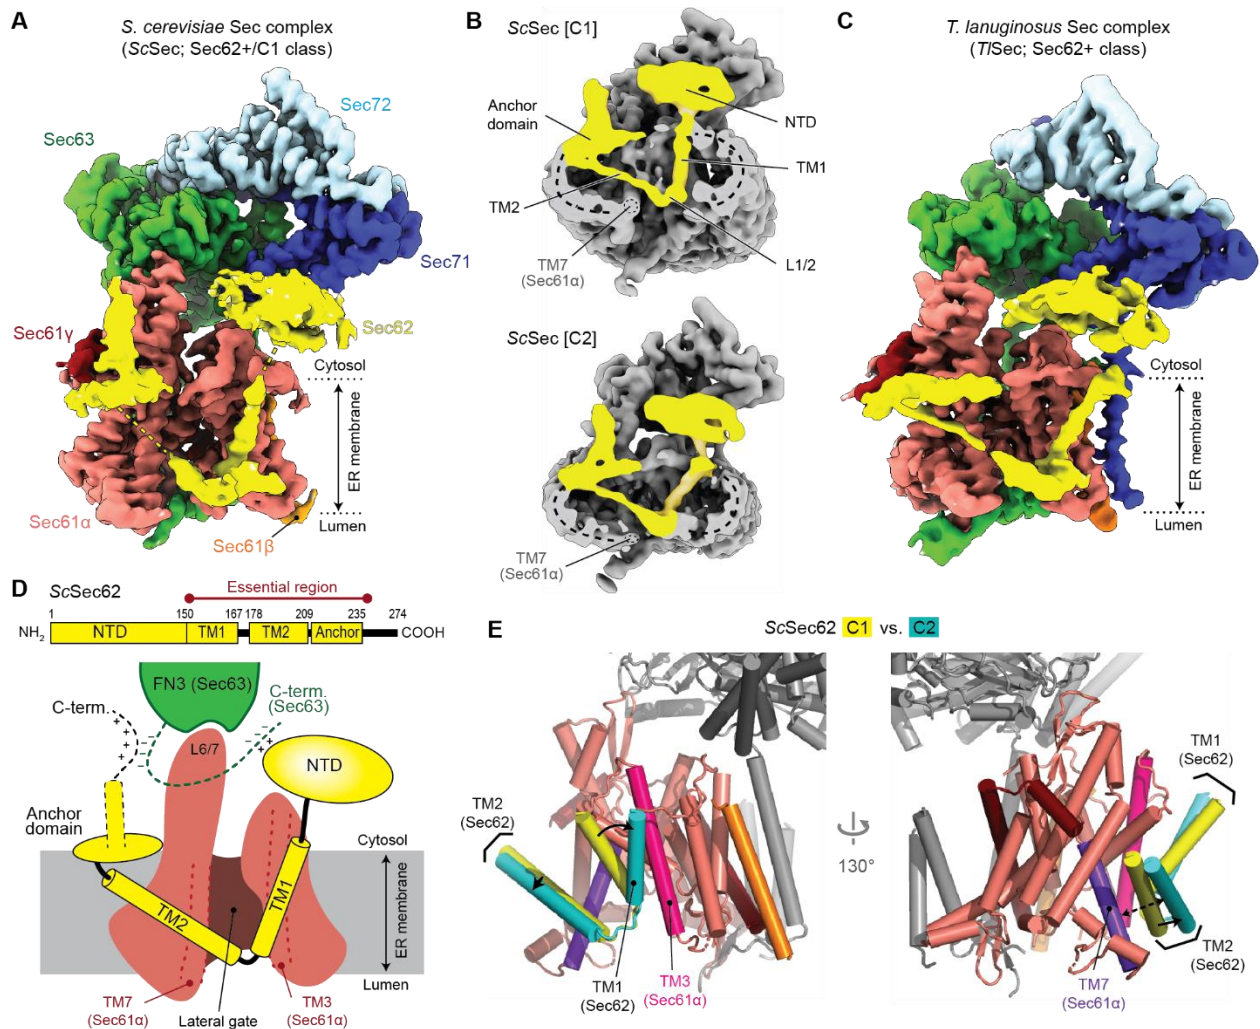 A
S. cerevisiae Sec complex
(ScSec; Sec62+/C1 class)
Sec72
Sec63
Sec71
Sec62
Sec61γ
Cytosol
ER membrane
Lumen
Sec61α
Sec61β
B
ScSec [C1]
Anchor
domain
NTD
TM1
TM2
TM7
(Sec61α)
L1/2
ScSec [C2]
TM7
(Sec61α)
C
T. lanuginosus Sec complex
(TlSec; Sec62+ class)
Cytosol
ER membrane
Lumen
D
ScSec62
Essential region
1 150 167 178 209 235 274
NH2 NTD TM1 TM2 Anchor COOH
FN3 (Sec63)
C-term.
C-term.
(Sec63)
+ + + +
− − −
− − −
+ + +
L6/7
NTD
Anchor
domain
Cytosol
TM1
TM2
ER membrane
Lumen
TM7
(Sec61α)
Lateral gate
TM3
(Sec61α)
E
ScSec62 C1 vs. C2
TM2
(Sec62)
TM1
(Sec62)
TM3
(Sec61α)
130°
TM1
(Sec62)
TM2
(Sec62)
TM7
(Sec61α)